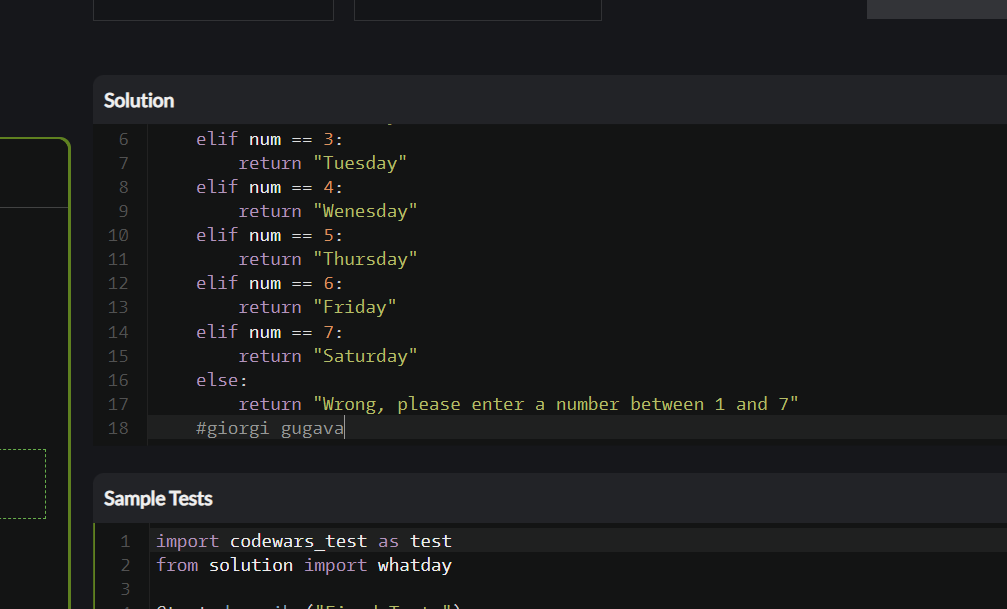 Solution
6 elif num == 3:
7 return "Tuesday"
8 elif num == 4:
9 return "Wenesday"
10 elif num == 5:
11 return "Thursday"
12 elif num == 6:
13 return "Friday"
14 elif num == 7:
15 return "Saturday"
16 else:
17 return "Wrong, please enter a number between 1 and 7"
18 #giorgi gugava
Sample Tests
1 import codewars_test as test
2 from solution import whatday
3